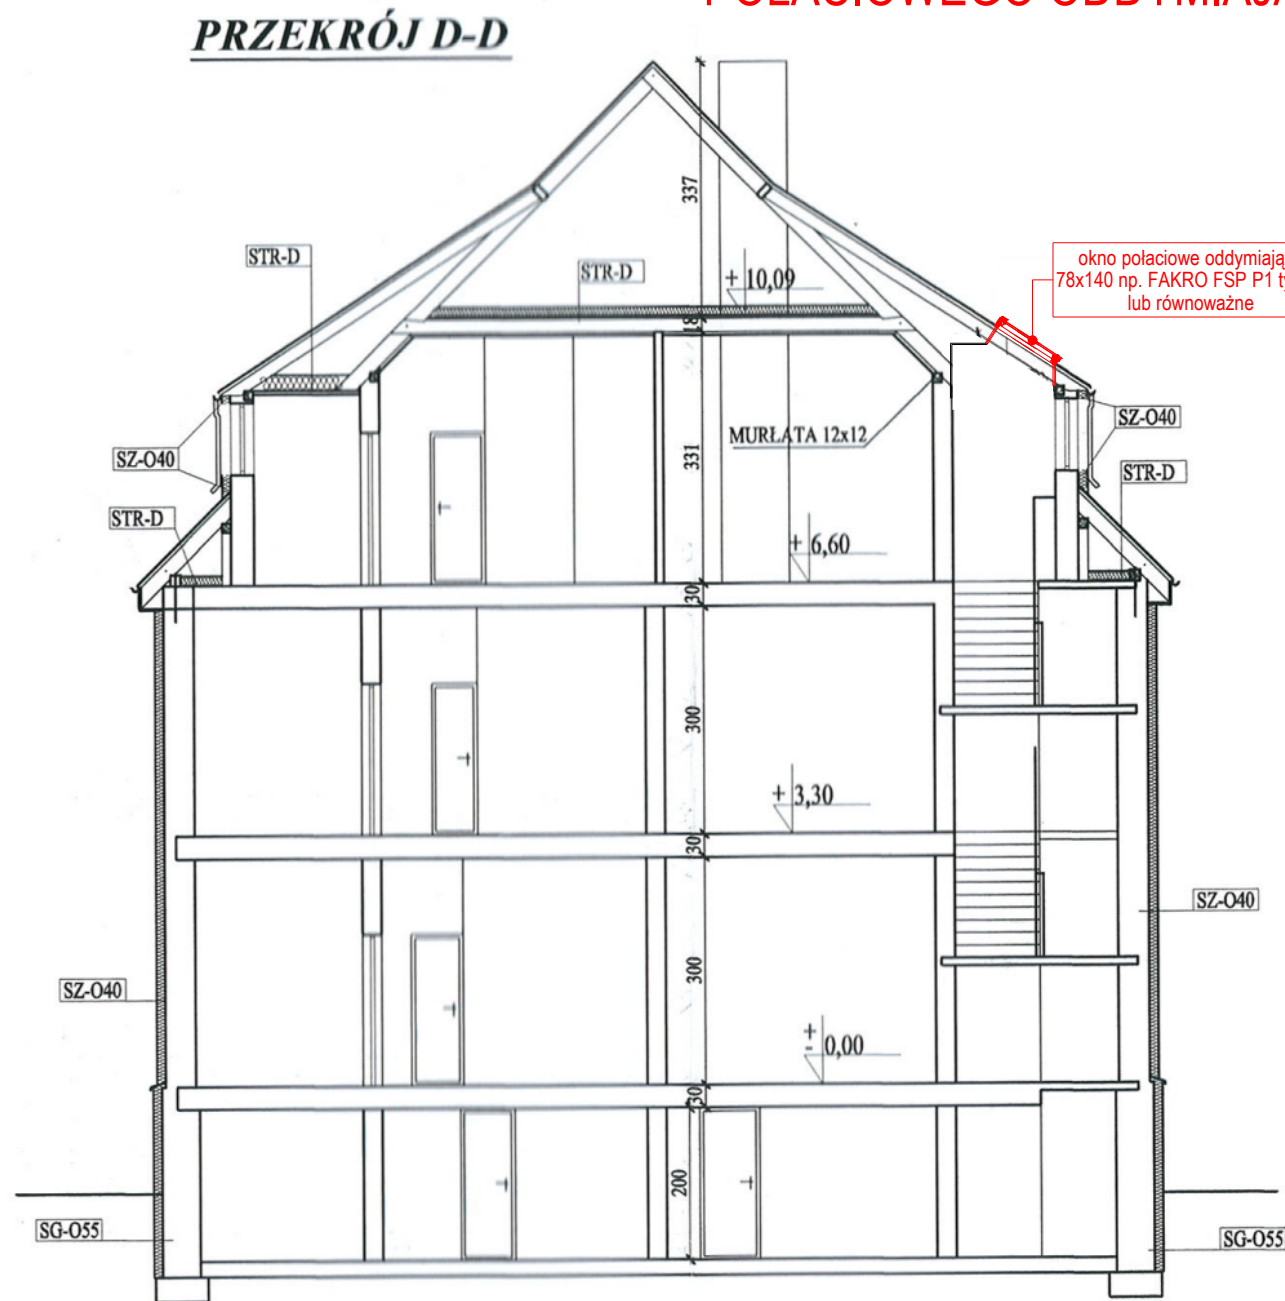 PRZEKRÓJ D-D
STR-D
STR-D
337
+ 10,09
okno połaciowe oddymiają
78x140 np. FAKRO FSP P1
lub równoważne
18
SZ-O40
MURŁATA 12x12
SZ-O40
331
STR-D
STR-D
+ 6,60
30
300
+ 3,30
30
SZ-O40
SZ-O40
300
+
- 0,00
30
200
SG-O55
SG-O55